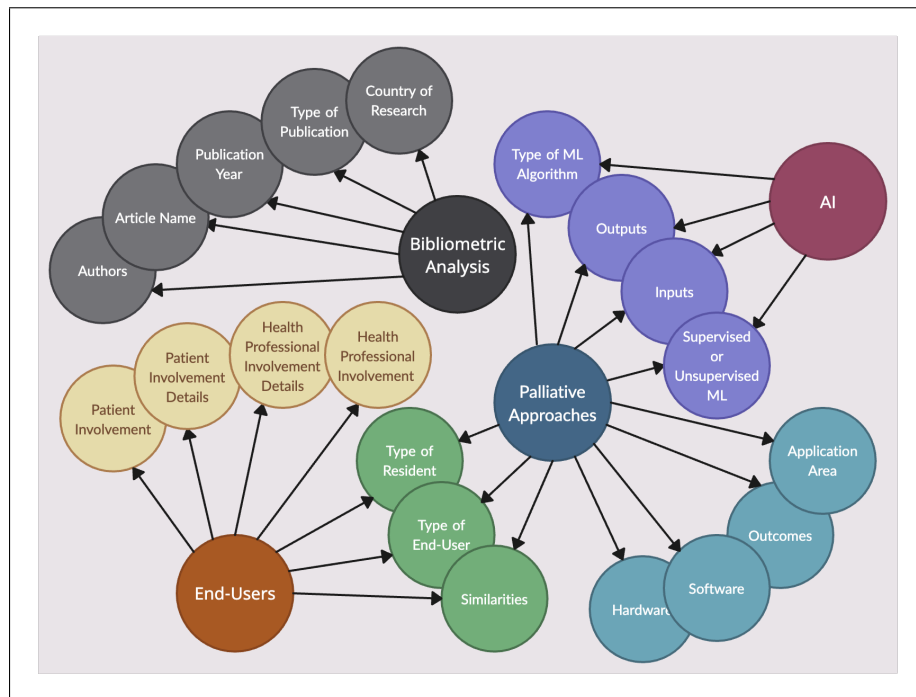 Country of
Research
Type of
Publication
Publication
Year
Article Name
Authors
Bibliometric
Analysis
Type of ML
Algorithm
Outputs
Inputs
Supervised
or
Unsupervised
ML
AI
Health
Professional
Involvement
Details
Health
Professional
Involvement
Patient
Involvement
Details
Patient
Involvement
Palliative
Approaches
Type of
Resident
Type of
End-User
Similarities
End-Users
Application
Area
Outcomes
Software
Hardware